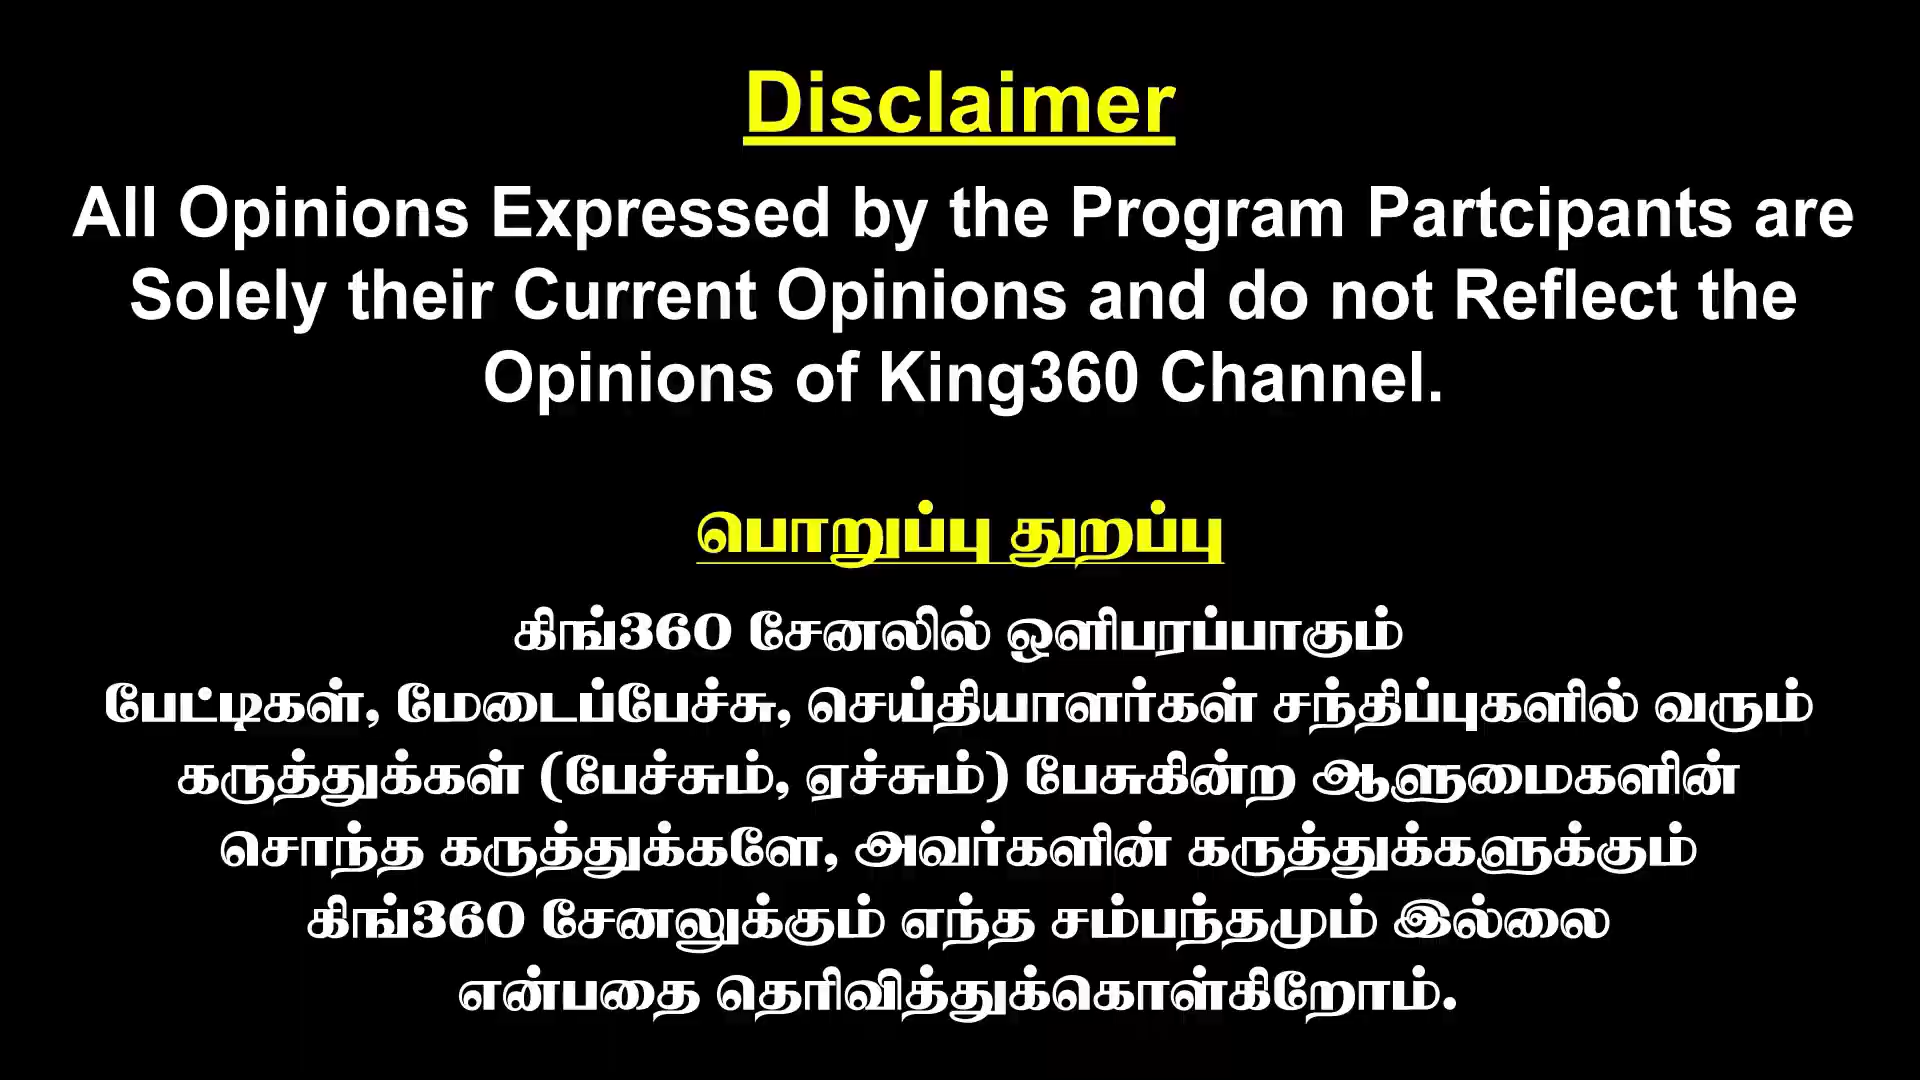 Disclaimer
All Opinions Expressed by the Program Partcipants are
Solely their Current Opinions and do not Reflect the
Opinions of King360 Channel.
பொறுப்பு துறப்பு
கிங்360 சேனலில் ஒளிபரப்பாகும்
பேட்டிகள், மேடைப்பேச்சு, செய்தியாளர்கள் சந்திப்புகளில் வரும்
கருத்துக்கள் (பேச்சும், ஏச்சும்) பேசுகின்ற ஆளுமைகளின்
சொந்த கருத்துக்களே, அவர்களின் கருத்துக்களுக்கும்
கிங்360 சேனலுக்கும் எந்த சம்பந்தமும் இல்லை
என்பதை தெரிவித்துக்கொள்கிறோம்.